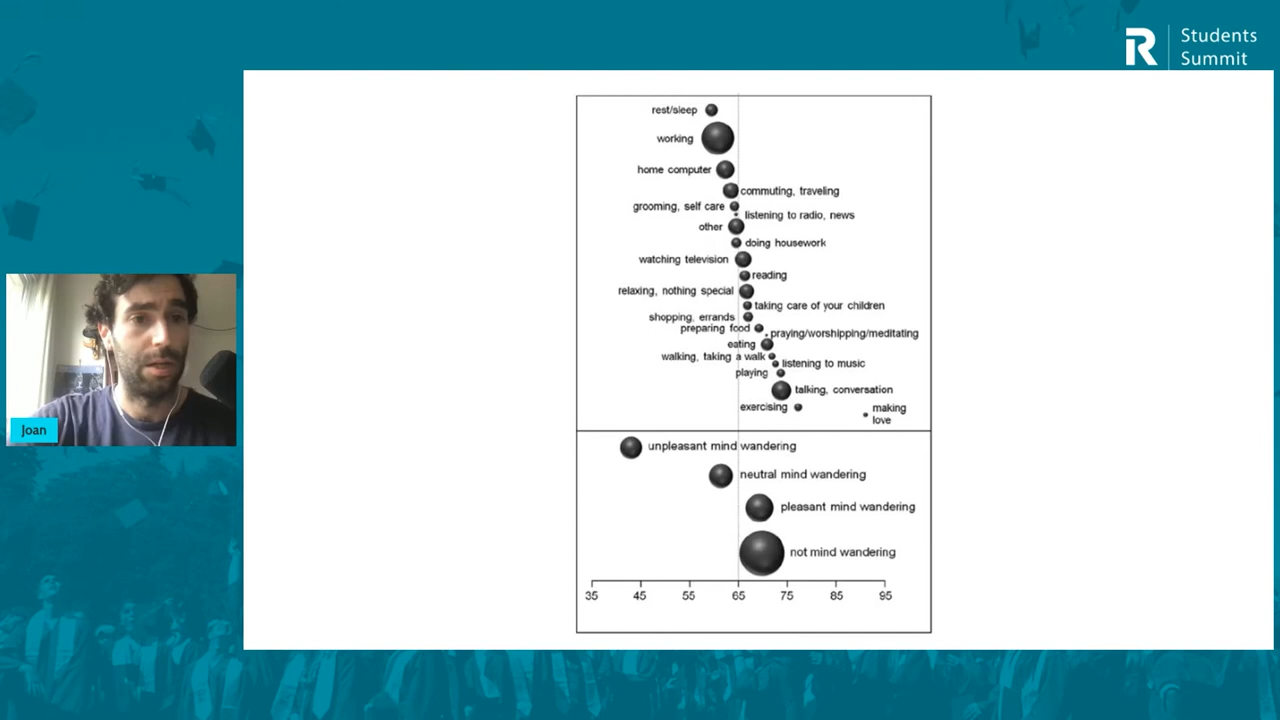 R
Students
Summit
rest/sleep
working
home computer
commuting, traveling
grooming, self care
listening to radio, news
other
doing housework
watching television
reading
relaxing, nothing special
taking care of your children
shopping, errands
preparing food
praying/worshipping/meditating
eating
walking, taking a walk
listening to music
playing
talking, conversation
exercising
making
love
unpleasant mind wandering
neutral mind wandering
pleasant mind wandering
not mind wandering
35 45 55 65 75 85 95
Joan